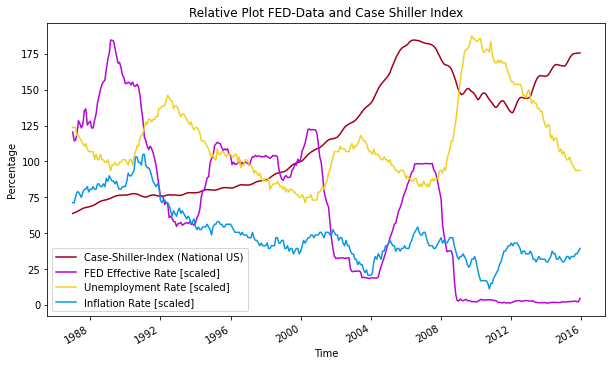 Relative Plot FED-Data and Case Shiller Index
Percentage
175
150
125
100
75
50
25
0
Case-Shiller-Index (National US)
FED Effective Rate [scaled]
Unemployment Rate [scaled]
Inflation Rate [scaled]
1988
1992
1996
2000
2004
2008
2012
2016
Time